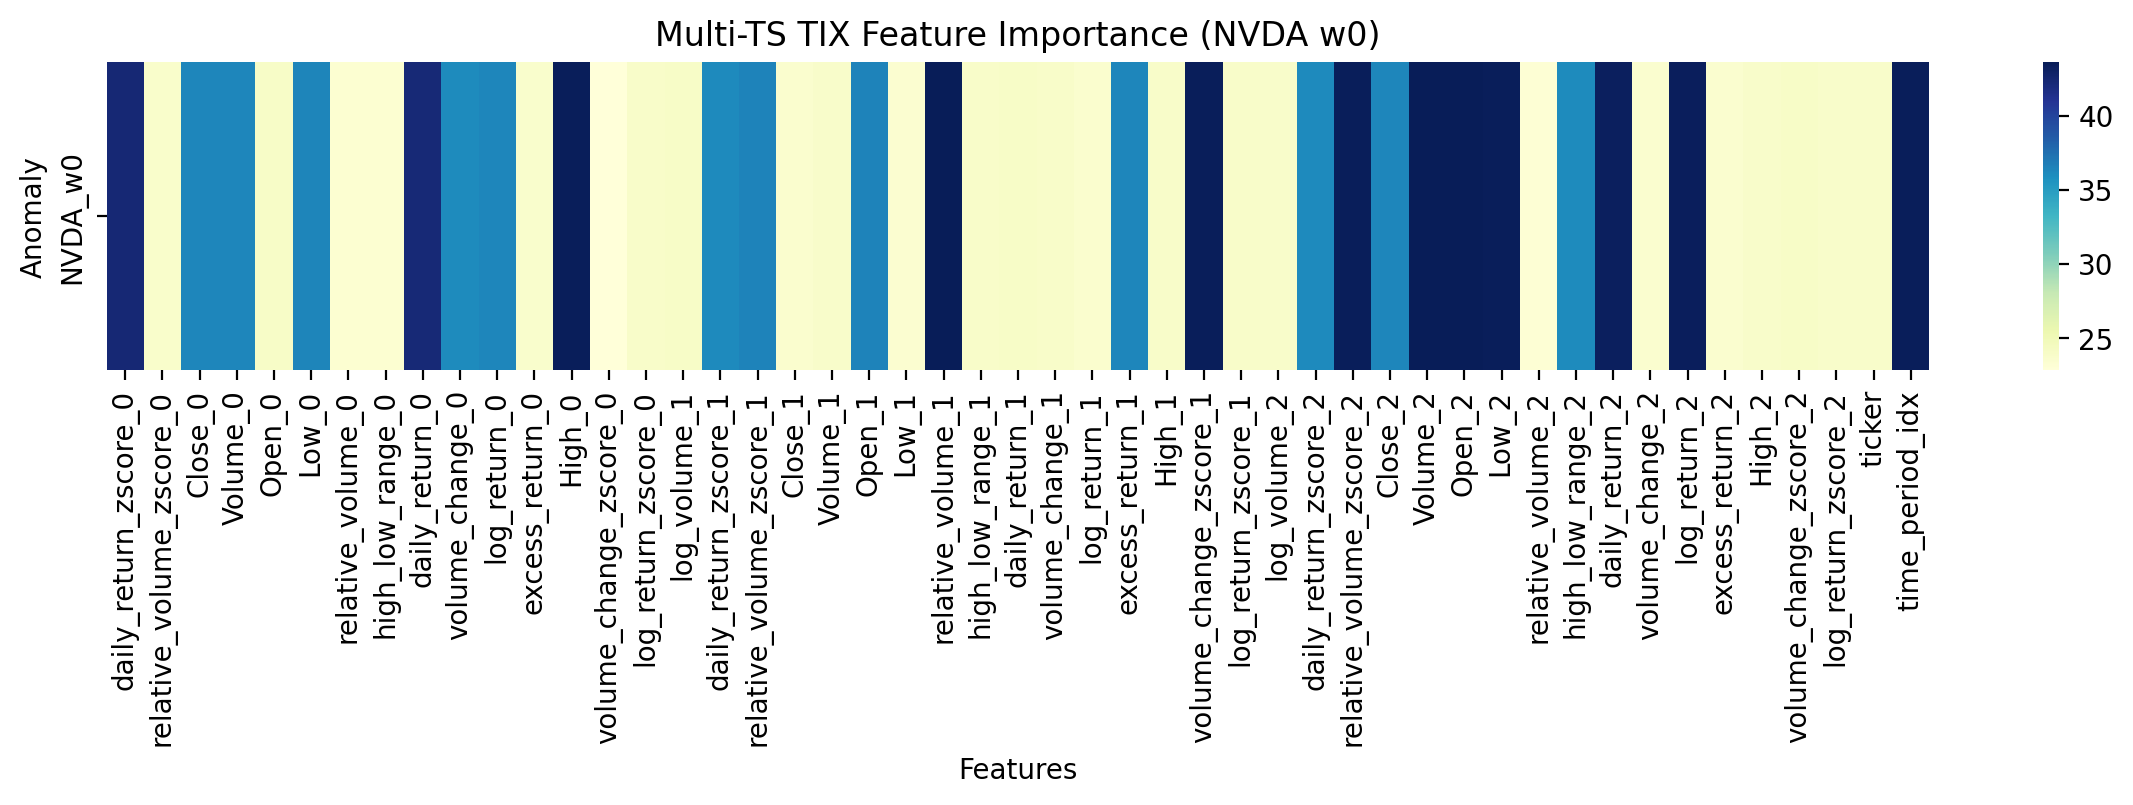 Multi-TS TIX Feature Importance (NVDA w0)
Anomaly
NVDA_w0
40
35
30
25
daily_return_zscore_0
relative_volume_zscore_0
Close_0
Volume_0
Open_0
Low_0
relative_volume_0
high_low_range_0
daily_return_0
volume_change_0
log_return_0
excess_return_0
High_0
volume_change_zscore_0
log_return_zscore_0
log_volume_1
daily_return_zscore_1
relative_volume_zscore_1
Close_1
Volume_1
Open_1
Low_1
relative_volume_1
high_low_range_1
daily_return_1
volume_change_1
log_return_1
excess_return_1
High_1
volume_change_zscore_1
log_return_zscore_1
log_volume_2
daily_return_zscore_2
relative_volume_zscore_2
Close_2
Volume_2
Open_2
Low_2
relative_volume_2
high_low_range_2
daily_return_2
volume_change_2
log_return_2
excess_return_2
High_2
volume_change_zscore_2
log_return_zscore_2
ticker
time_period_idx
Features